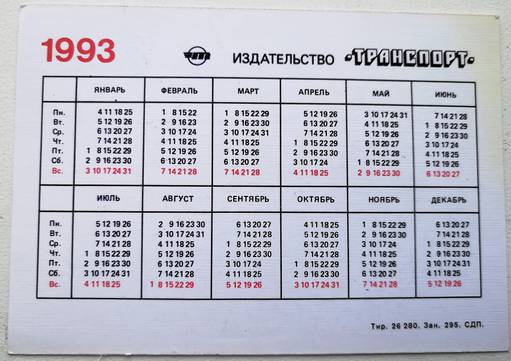 1993 ИЗДАТЕЛЬСТВО «ТРАНСПОРТ»
ЯНВАРЬ ФЕВРАЛЬ МАРТ АПРЕЛЬ МАЙ ИЮНЬ
Пн. 4 11 18 25 1 8 15 22 1 8 15 22 29 5 12 19 26 3 10 17 24 31 7 14 21 28
Вт. 5 12 19 26 2 9 16 23 2 9 16 23 30 6 13 20 27 4 11 18 25 1 8 15 22 29
Ср. 6 13 20 27 3 10 17 24 3 10 17 24 31 7 14 21 28 5 12 19 26 2 9 16 23 30
Чт. 7 14 21 28 4 11 18 25 4 11 18 25 1 8 15 22 29 6 13 20 27 3 10 17 24
Пт. 1 8 15 22 29 5 12 19 26 5 12 19 26 2 9 16 23 30 7 14 21 28 4 11 18 25
Сб. 2 9 16 23 30 6 13 20 27 6 13 20 27 3 10 17 24 1 8 15 22 29 5 12 19 26
Вс. 3 10 17 24 31 7 14 21 28 7 14 21 28 4 11 18 25 2 9 16 23 30 6 13 20 27
ИЮЛЬ АВГУСТ СЕНТЯБРЬ ОКТЯБРЬ НОЯБРЬ ДЕКАБРЬ
Пн. 5 12 19 26 2 9 16 23 30 6 13 20 27 4 11 18 25 1 8 15 22 29 6 13 20 27
Вт. 6 13 20 27 3 10 17 24 31 7 14 21 28 5 12 19 26 2 9 16 23 30 7 14 21 28
Ср. 7 14 21 28 4 11 18 25 1 8 15 22 29 6 13 20 27 3 10 17 24 1 8 15 22 29
Чт. 1 8 15 22 29 5 12 19 26 2 9 16 23 30 7 14 21 28 4 11 18 25 2 9 16 23 30
Пт. 2 9 16 23 30 6 13 20 27 3 10 17 24 1 8 15 22 29 5 12 19 26 3 10 17 24 31
Сб. 3 10 17 24 31 7 14 21 28 4 11 18 25 2 9 16 23 30 6 13 20 27 4 11 18 25
Вс. 4 11 18 25 1 8 15 22 29 5 12 19 26 3 10 17 24 31 7 14 21 28 5 12 19 26
Тир. 26 280. Зак. 295. СДП.